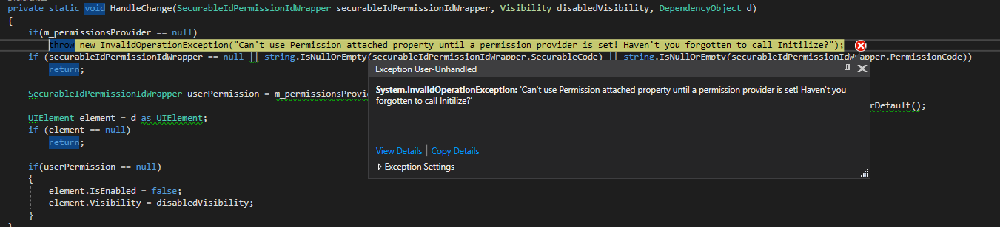 private static void HandleChange(SecurableIdPermissionIdWrapper securableIdPermissionIdWrapper, Visibility disabledVisibility, DependencyObject d)
{
if(m_permissionsProvider == null)
throw new InvalidOperationException("Can't use Permission attached property until a permission provider is set! Haven't you forgotten to call Initilize?");
if (securableIdPermissionIdWrapper == null || string.IsNullOrEmpty(securableIdPermissionIdWrapper.SecurableCode) || string.IsNullOrEmpty(securableIdPermissionIdWrapper.PermissionCode))
return;
Exception User-Unhandled
System.InvalidOperationException: 'Can't use Permission attached property until a permission provider is set! Haven't you
forgotten to call Initilize?'
View Details | Copy Details
Exception Settings
SecurableIdPermissionIdWrapper userPermission = m_permissionsProvi rDefault();
UIElement element = d as UIElement;
if (element == null)
return;
if(userPermission == null)
{
element.IsEnabled = false;
element.Visibility = disabledVisibility;
}